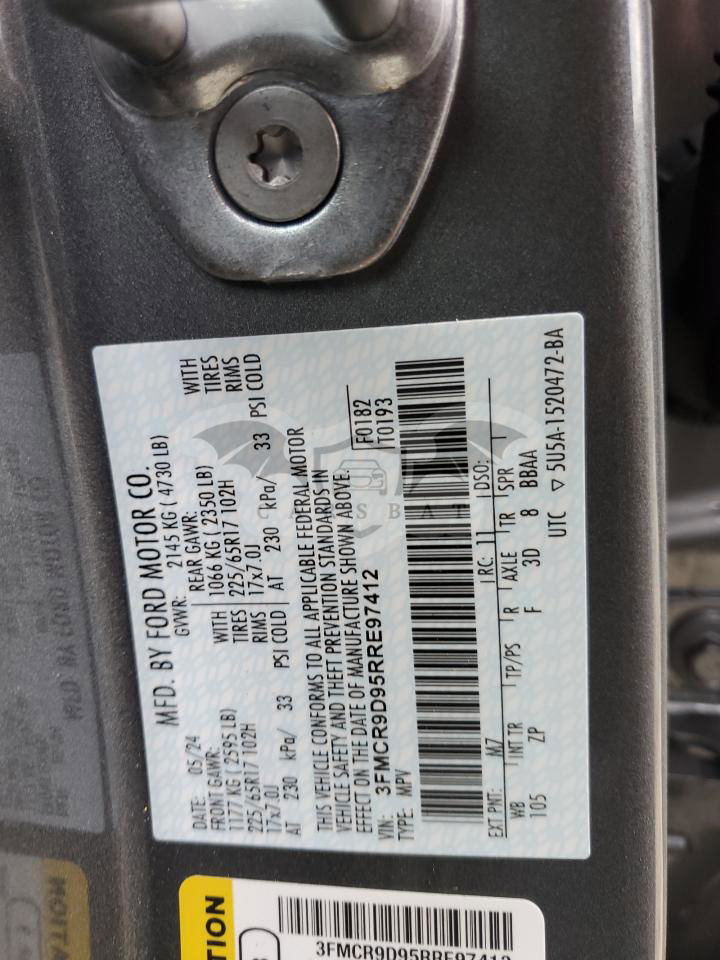 MFD. BY FORD MOTOR CO.
DATE: 05/24 GVWR: 2145 KG ( 4730 LB)
FRONT GAWR: REAR GAWR:
1177 KG ( 2595 LB) WITH 1066 KG ( 2350 LB) WITH
225/65R17 102H TIRES 225/65R17 102H TIRES
17x7.0J RIMS 17x7.0J RIMS
AT 230 kPa/ 33 PSI COLD AT 230 kPa/ 33 PSI COLD
THIS VEHICLE CONFORMS TO ALL APPLICABLE FEDERAL MOTOR
VEHICLE SAFETY AND THEFT PREVENTION STANDARDS IN
EFFECT ON THE DATE OF MANUFACTURE SHOWN ABOVE.
VIN: 3FMCR9D95RRE97412 F0182
TYPE: MPV T0193
EXT PNT: M7 RC: 11 DSO:
WB INT TR TP/PS R AXLE TR SPR
105 ZP F 3D 8 BBAA
UTC ▽ 5U5A-1520472-BA
CARSBAT
3FMCR9D95RRE97412